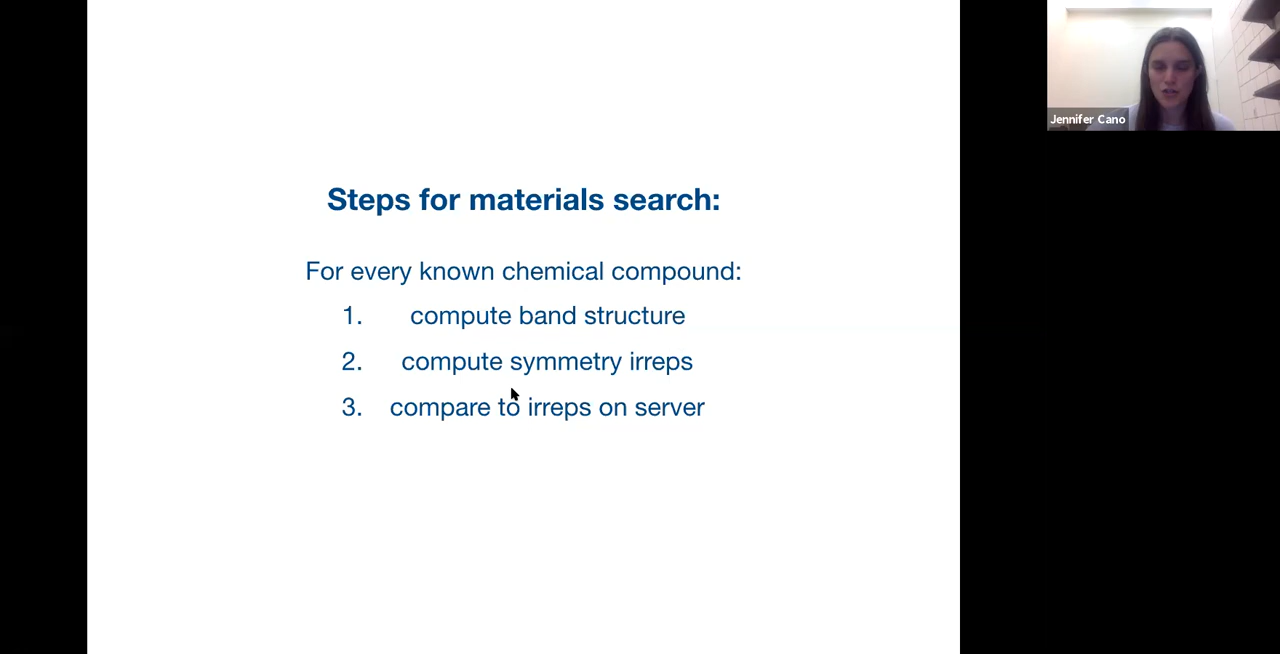 Steps for materials search:
For every known chemical compound:
1. compute band structure
2. compute symmetry irreps
3. compare to irreps on server
Jennifer Cano